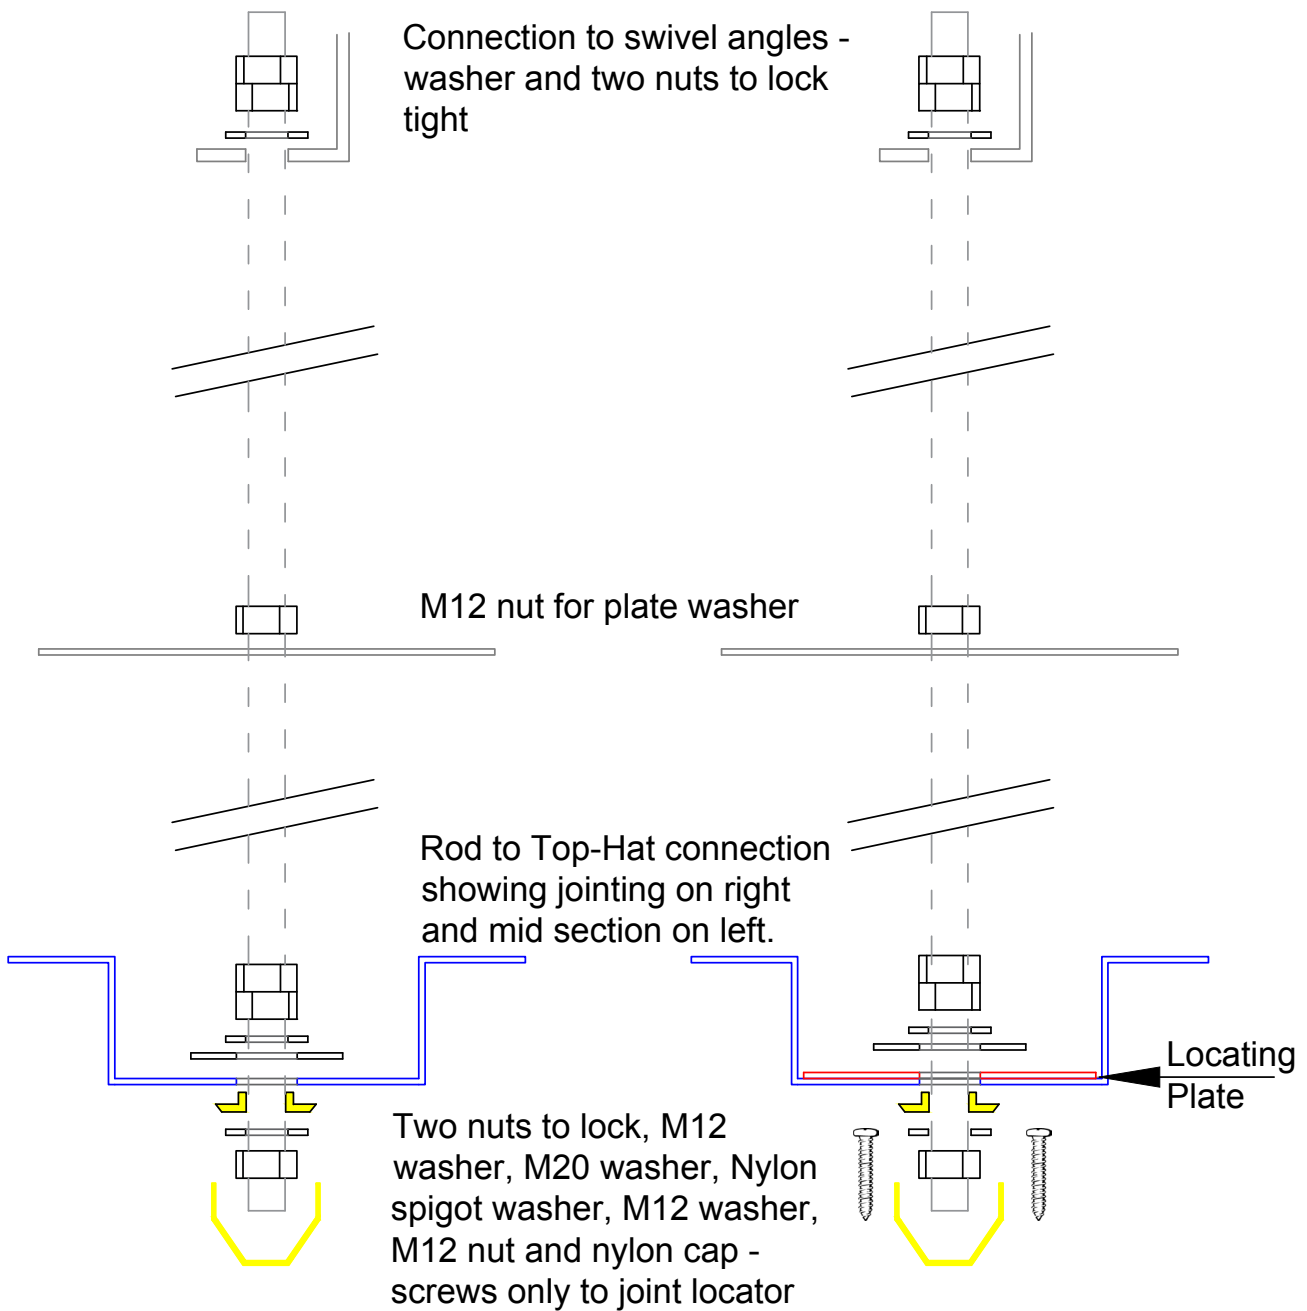 Connection to swivel angles -
washer and two nuts to lock
tight
M12 nut for plate washer
Rod to Top-Hat connection
showing jointing on right
and mid section on left.
Locating
Plate
Two nuts to lock, M12
washer, M20 washer, Nylon
spigot washer, M12 washer,
M12 nut and nylon cap -
screws only to joint locator